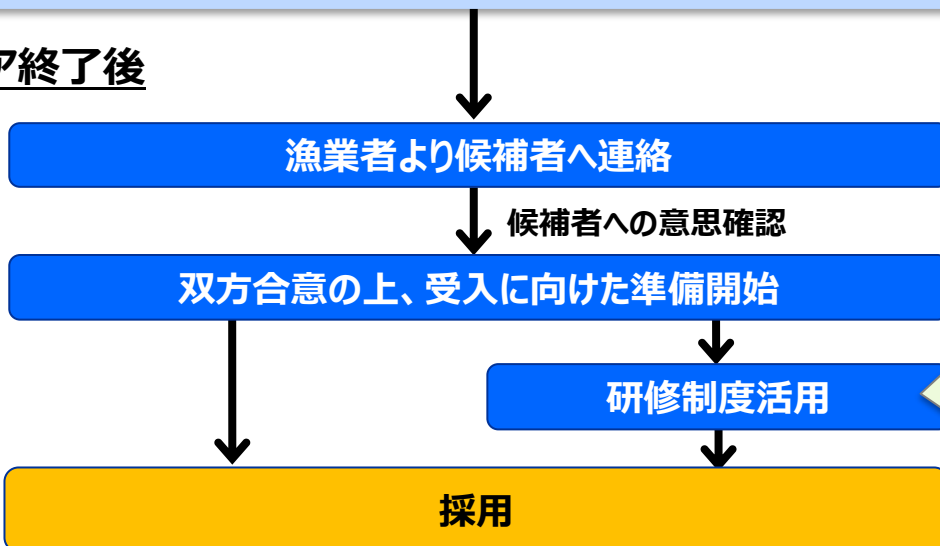 ア終了後
漁業者より候補者へ連絡
候補者への意思確認
双方合意の上、受入に向けた準備開始
研修制度活用
採用